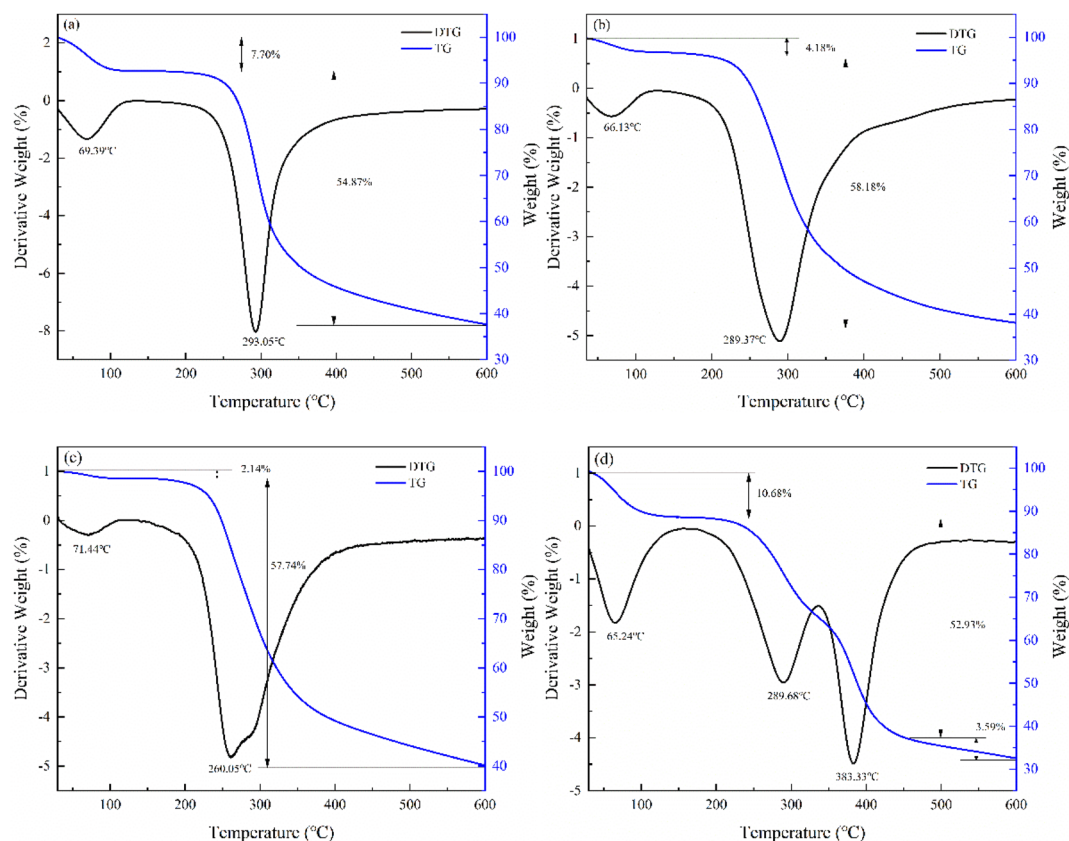 (a)
DTG
TG
7.70%
69.39°C
54.87%
293.05°C
2
0
-2
-4
-6
-8
100
90
80
70
60
50
40
30
100
200
300
400
500
600
Derivative Weight (%)
Weight (%)
Temperature (°C)
(b)
DTG
TG
4.18%
66.13°C
58.18%
289.37°C
1
0
-1
-2
-3
-4
-5
100
90
80
70
60
50
40
30
100
200
300
400
500
600
Derivative Weight (%)
Weight (%)
Temperature (°C)
(c)
DTG
TG
2.14%
71.44°C
57.74%
260.05°C
1
0
-1
-2
-3
-4
-5
100
90
80
70
60
50
40
100
200
300
400
500
600
Derivative Weight (%)
Weight (%)
Temperature (°C)
(d)
DTG
TG
10.68%
65.24°C
52.93%
289.68°C
3.59%
383.33°C
1
0
-1
-2
-3
-4
-5
100
90
80
70
60
50
40
30
100
200
300
400
500
600
Derivative Weight (%)
Weight (%)
Temperature (°C)